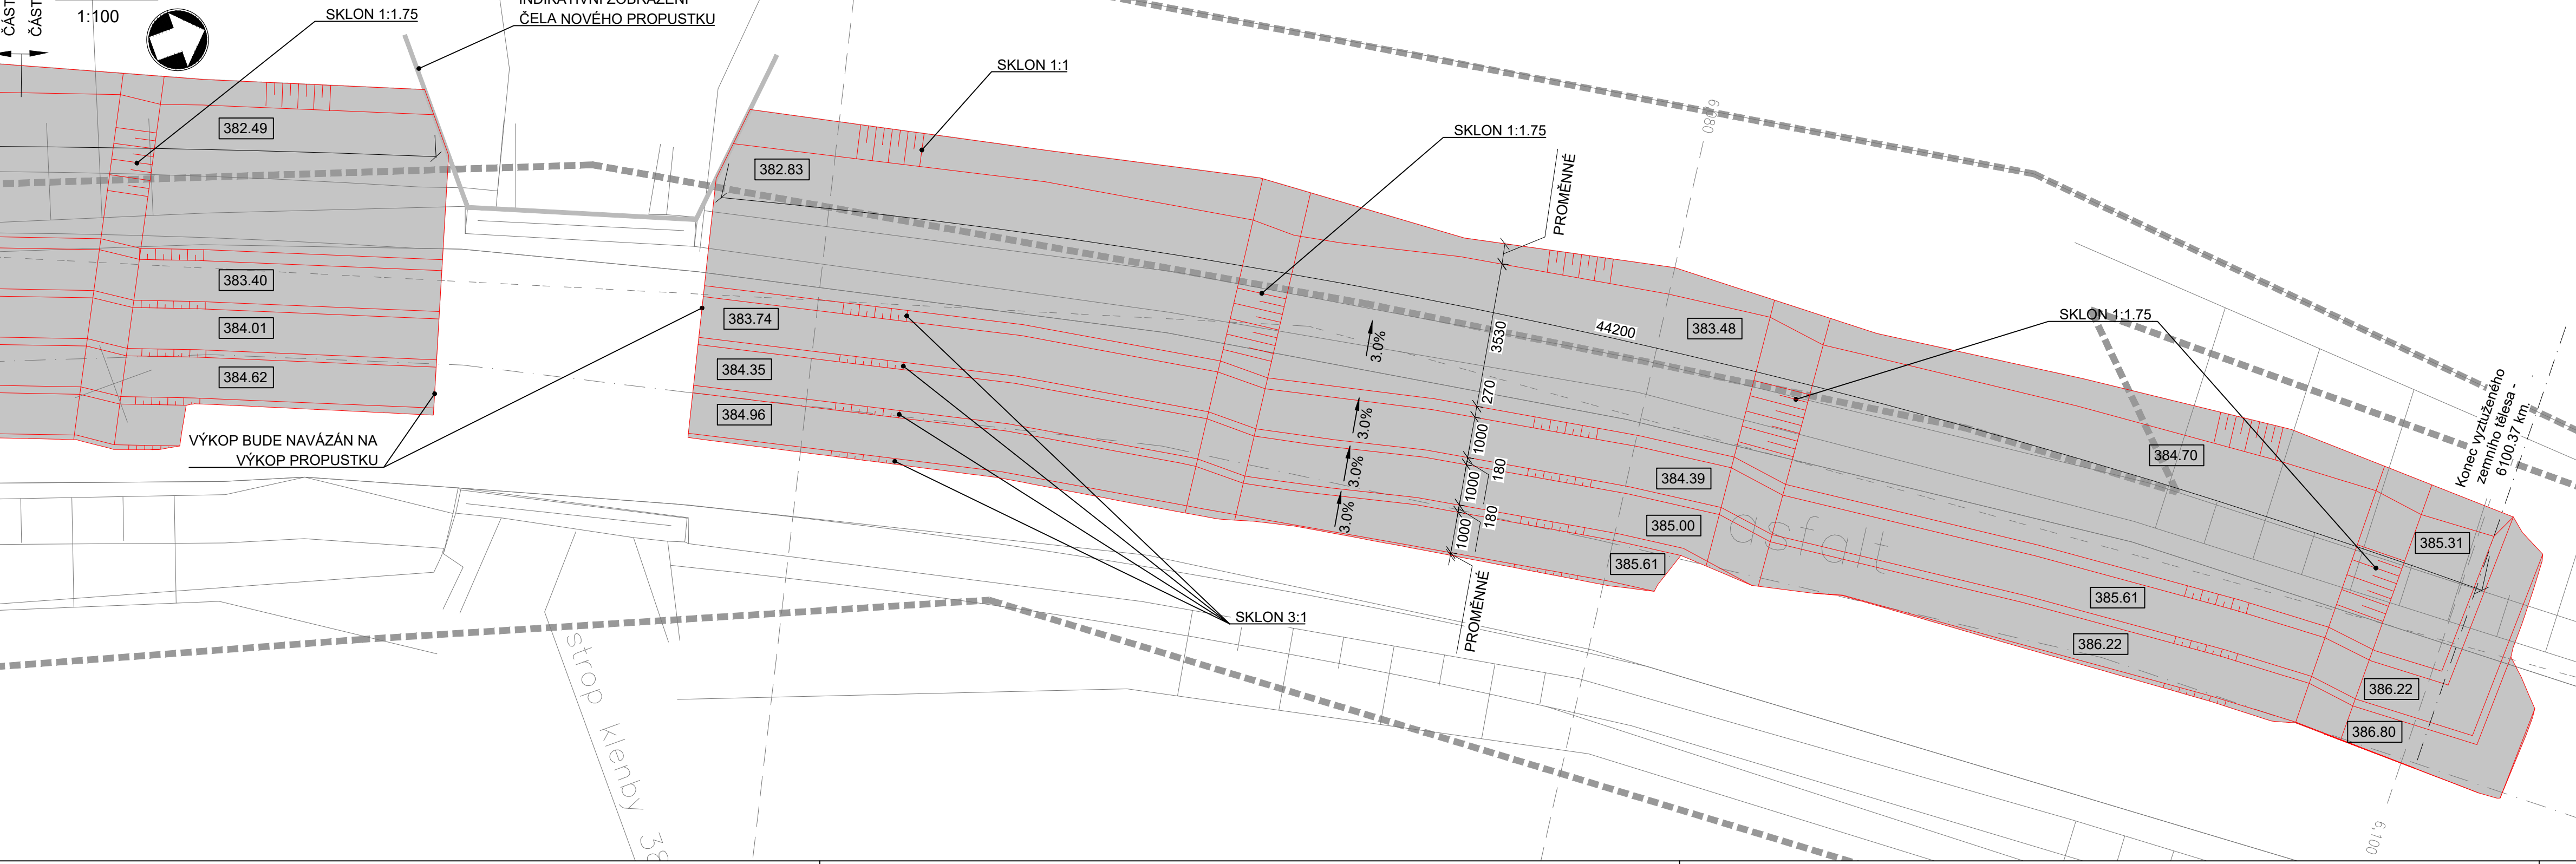 ČÁST
ČÁST
1:100
SKLON 1:1.75
INDIKATIVNÍ ZOBRAZENÍ
ČELA NOVÉHO PROPUSTKU
SKLON 1:1
SKLON 1:1.75
PROMĚNNÉ
382.49
382.83
383.40
384.01
384.62
383.74
384.35
384.96
VÝKOP BUDE NAVÁZÁN NA
VÝKOP PROPUSTKU
3.0%
3.0%
3.0%
3.0%
3530
270
1000
180
1000
180
1000
44200
383.48
384.39
385.00
385.61
PROMĚNNÉ
SKLON 3:1
SKLON 1:1.75
384.70
385.31
385.61
386.22
386.22
386.80
Konec vyztuženého
zemního tělesa -
6100.37 km.
asfalt
strop klenby 38
6,100